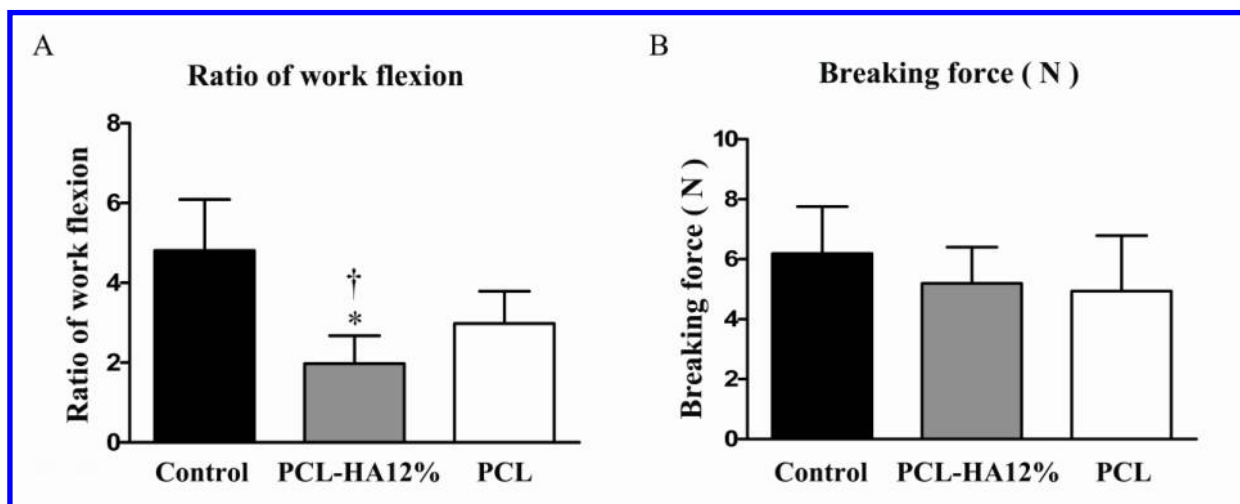 A
Ratio of work flexion
Ratio of work flexion
8
6
4
2
0
†
*
Control PCL-HA12% PCL
B
Breaking force ( N )
Breaking force ( N )
10
8
6
4
2
0
Control PCL-HA12% PCL